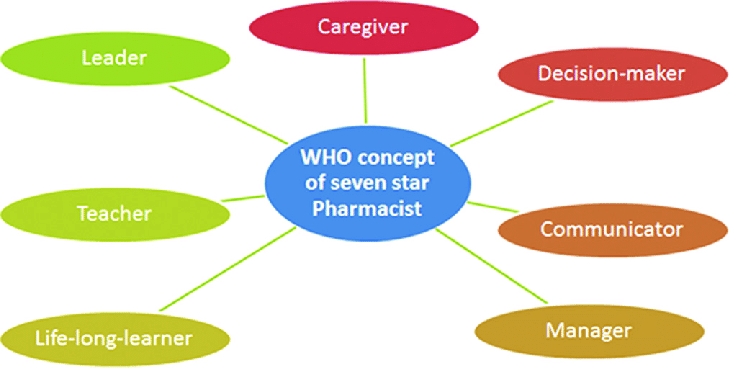 Caregiver
Leader
Decision-maker
WHO concept
of seven star
Pharmacist
Teacher
Communicator
Life-long-learner
Manager